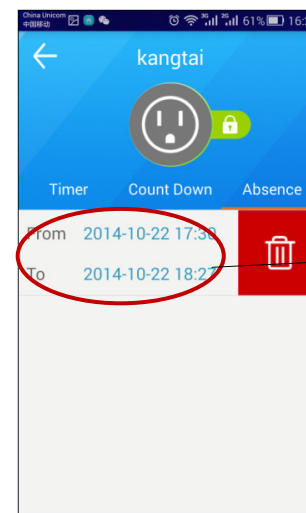 China Unicom
中国移动 3G 2G 61% 16:
kangtai
Timer Count Down Absence
From 2014-10-22 17:30
To 2014-10-22 18:27